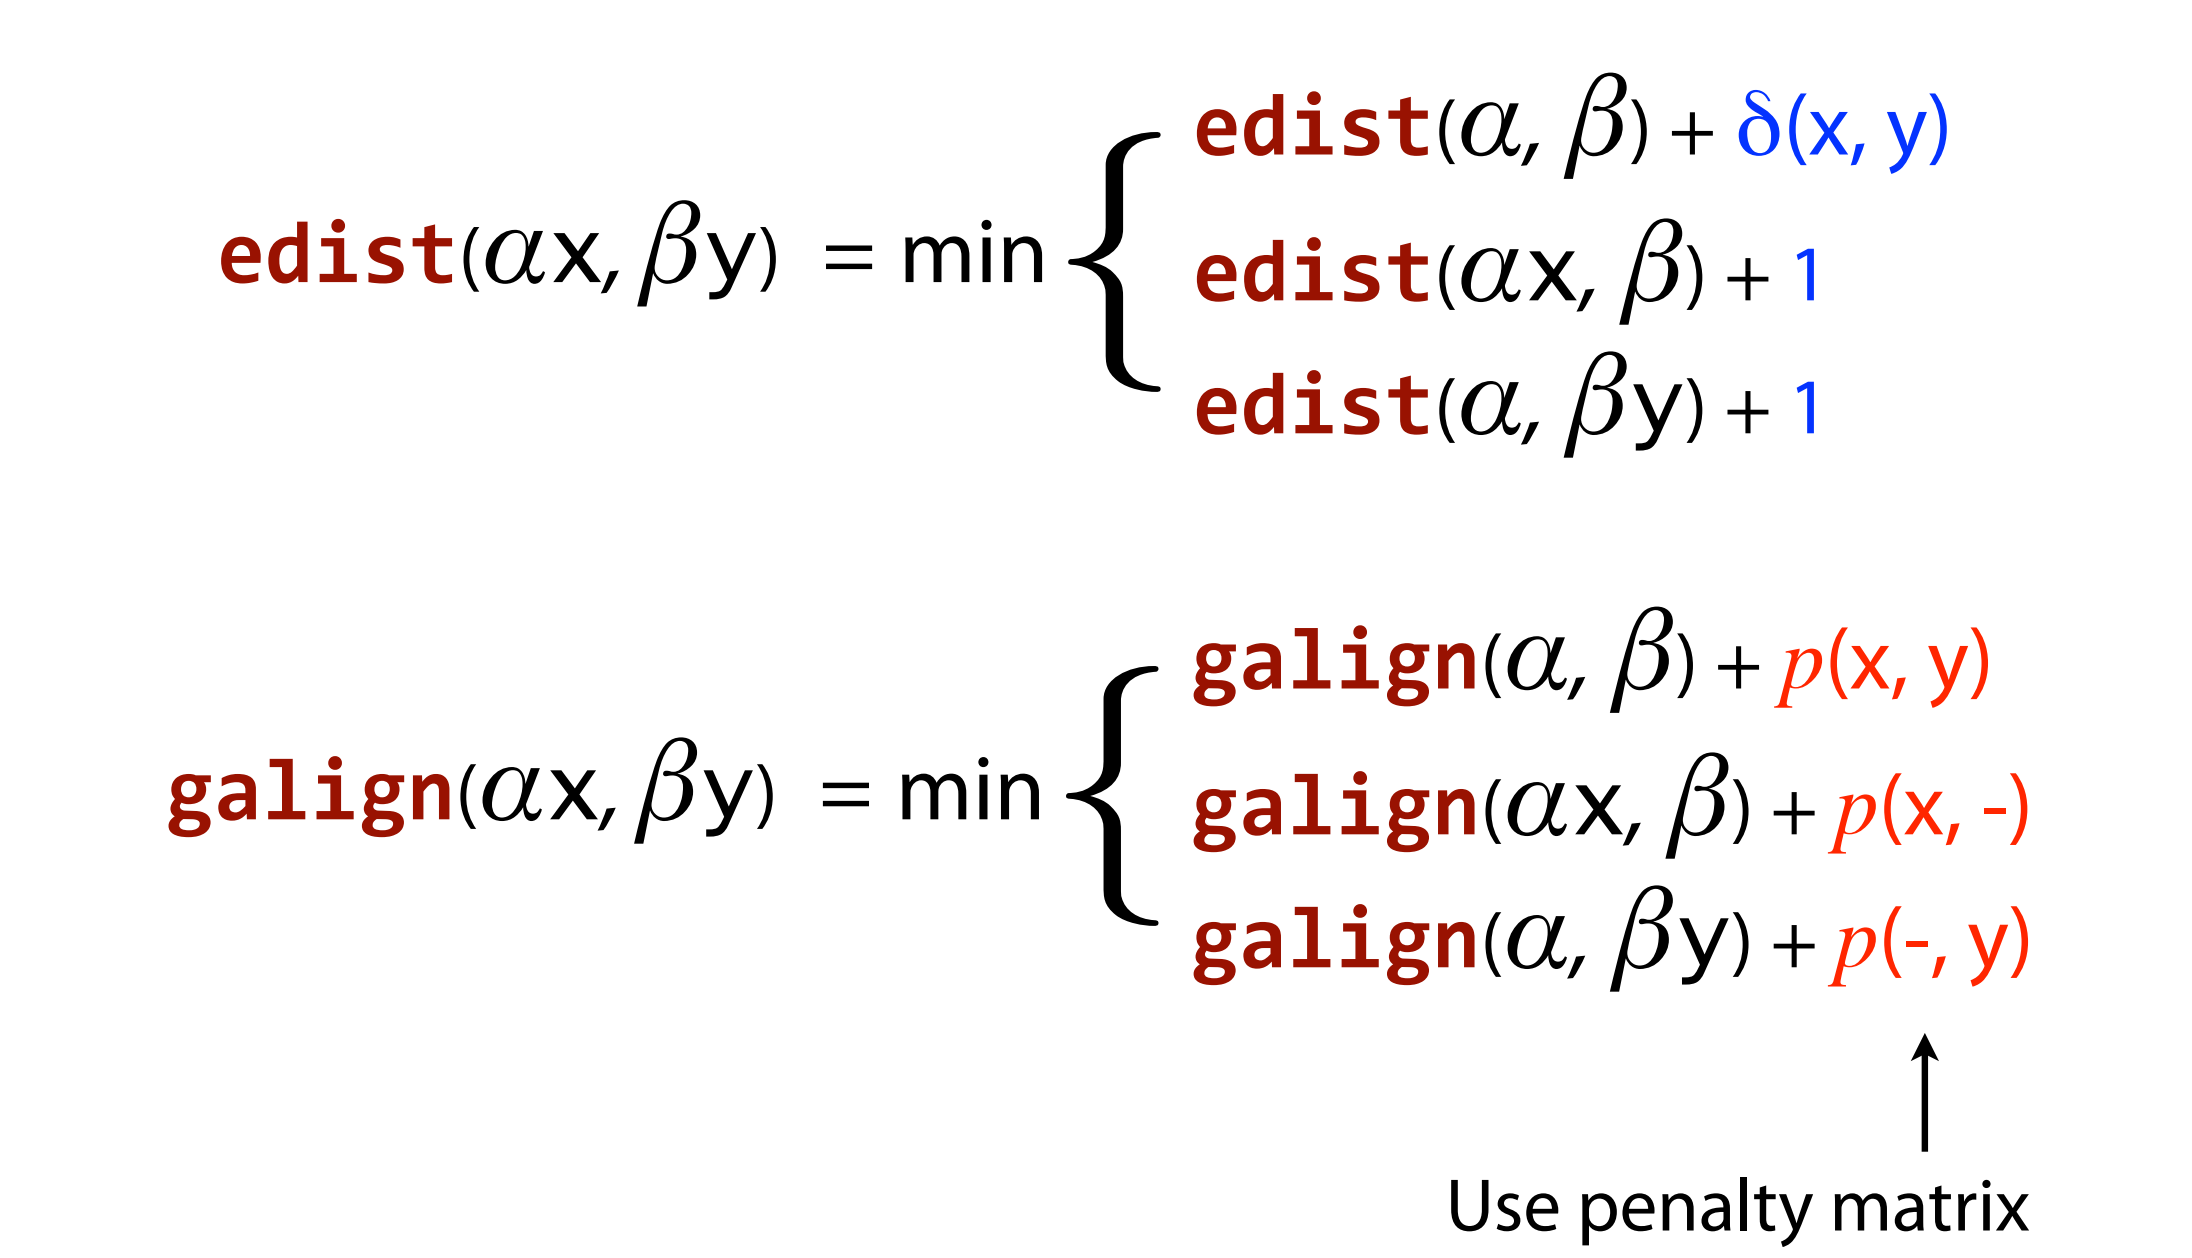 edist(α, β) + δ(x, y)
edist(αx, βy) = min { edist(αx, β) + 1
edist(α, βy) + 1
galign(α, β) + p(x, y)
galign(αx, βy) = min { galign(αx, β) + p(x, -)
galign(α, βy) + p(-, y)
Use penalty matrix